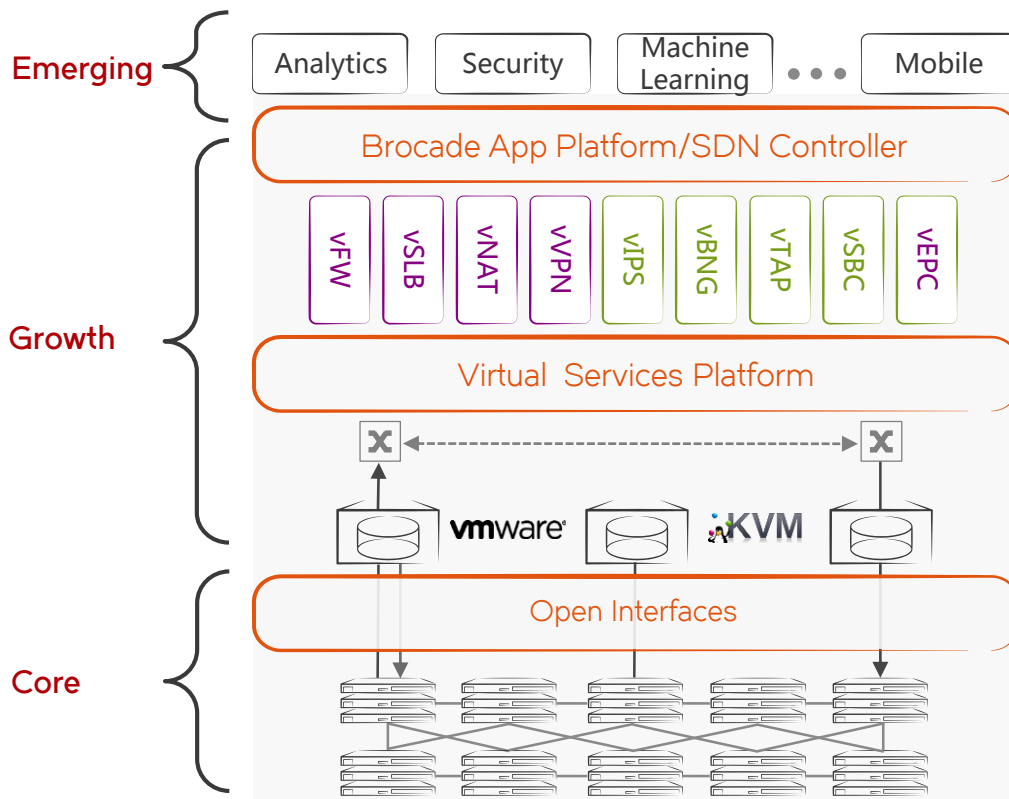 Emerging
Analytics
Security
Machine
Learning
Mobile
Brocade App Platform/SDN Controller
Growth
vFW
vSLB
vNAT
vVPN
vIPS
vBNG
vTAP
vSBC
vEPC
Virtual Services Platform
vmware
KVM
Core
Open Interfaces